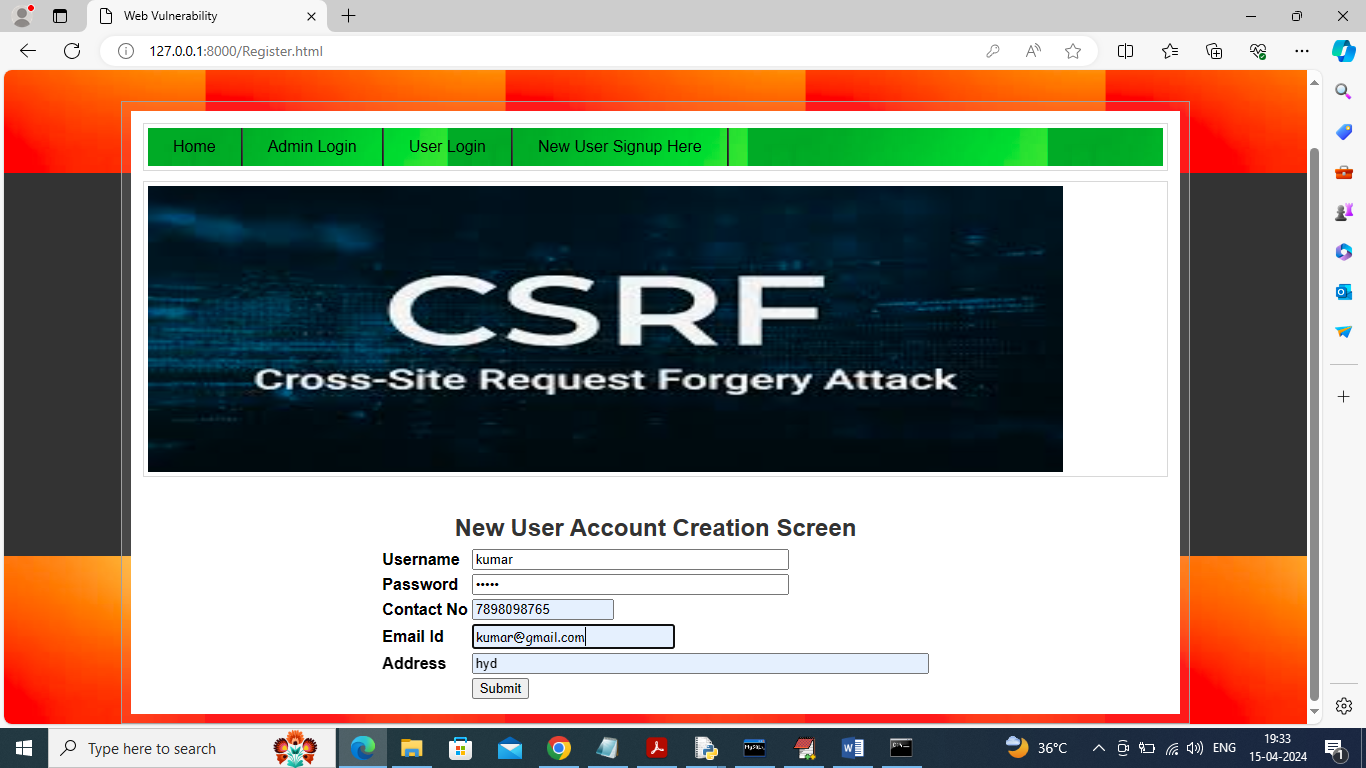 Web Vulnerability
127.0.0.1:8000/Register.html
Home
Admin Login
User Login
New User Signup Here
CSRF
Cross-Site Request Forgery Attack
New User Account Creation Screen
Username kumar
Password •••••
Contact No 7898098765
Email Id kumar@gmail.com
Address hyd
Submit
Type here to search
36°C
ENG
19:33
15-04-2024
1